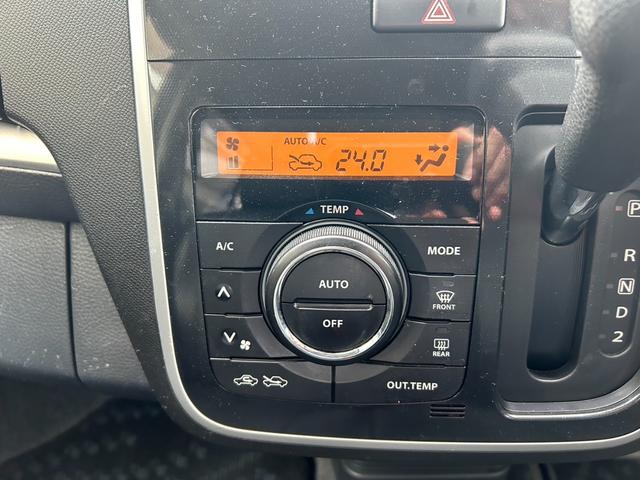 AUTO A/C
24.0
TEMP
A/C
MODE
AUTO
OFF
FRONT
REAR
OUT.TEMP
P
R
N
D
2